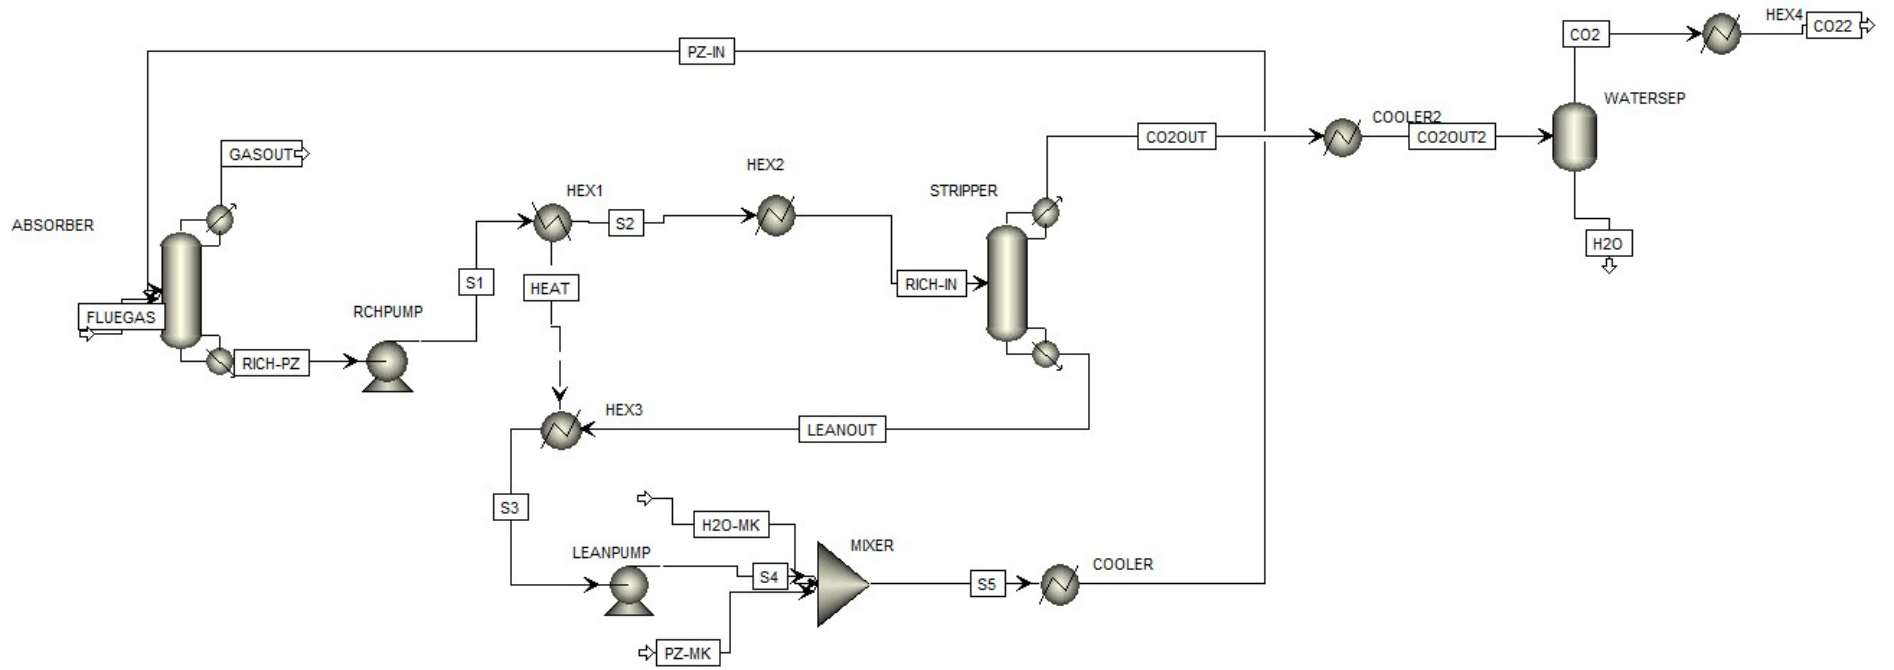 HEX4
CO2
CO22
PZ-IN
WATERSEP
COOLER2
CO2OUT
CO2OUT2
GASOUT
HEX2
HEX1
STRIPPER
ABSORBER
S2
H2O
S1
HEAT
RICH-IN
FLUEGAS
RCHPUMP
RICH-PZ
HEX3
LEANOUT
S3
H2O-MK
LEANPUMP
MIXER
COOLER
S4
S5
PZ-MK